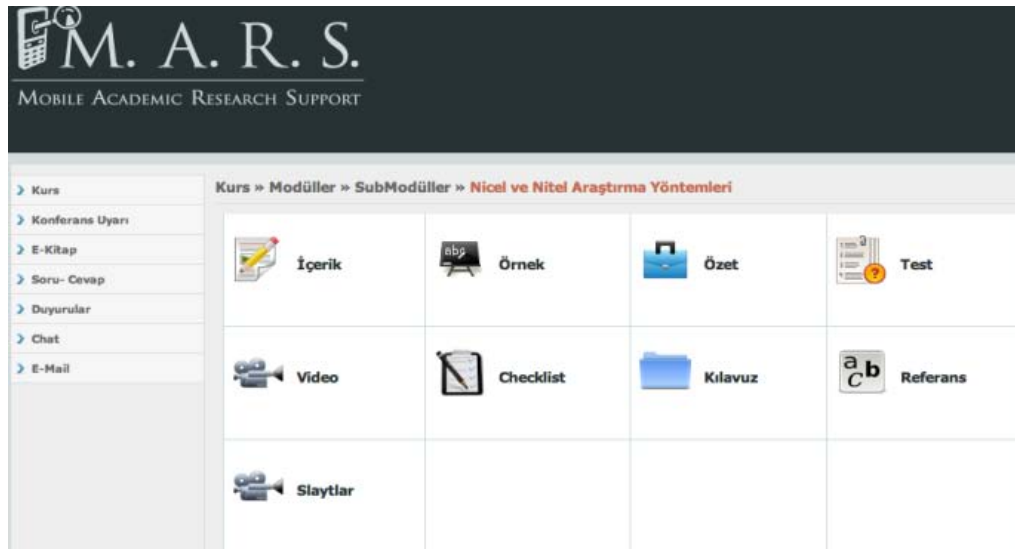 M. A. R. S.
Mobile Academic Research Support
Kurs
Konferans Uyarı
E-Kitap
Soru- Cevap
Duyurular
Chat
E-Mail
Kurs » Modüller » SubModüller » Nicel ve Nitel Araştırma Yöntemleri
İçerik
abc Örnek
Özet
Test
Video
Checklist
Kılavuz
a b c Referans
Slaytlar